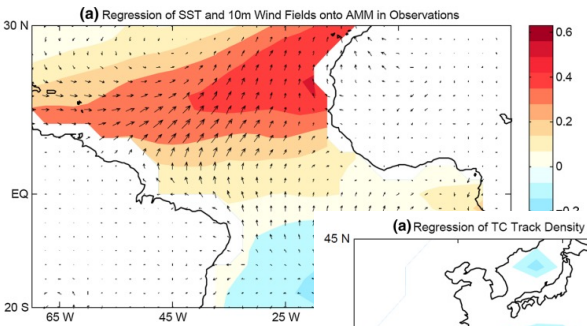 (a) Regression of SST and 10m Wind Fields onto AMM in Observations
30 N
EQ
20 S
65 W
45 W
25 W
0.6
0.4
0.2
0
(a) Regression of TC Track Density
45 N